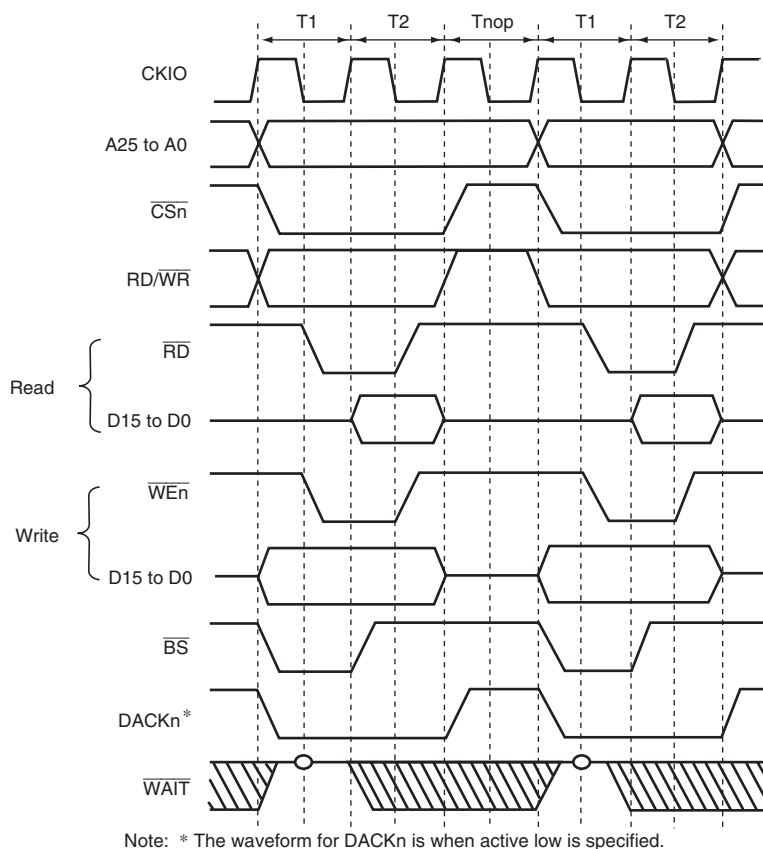 T1 T2 Tnop T1 T2
CKIO
A25 to A0
CSn
RD/WR
RD
Read
D15 to D0
WEn
Write
D15 to D0
BS
DACKn*
WAIT
Note: * The waveform for DACKn is when active low is specified.